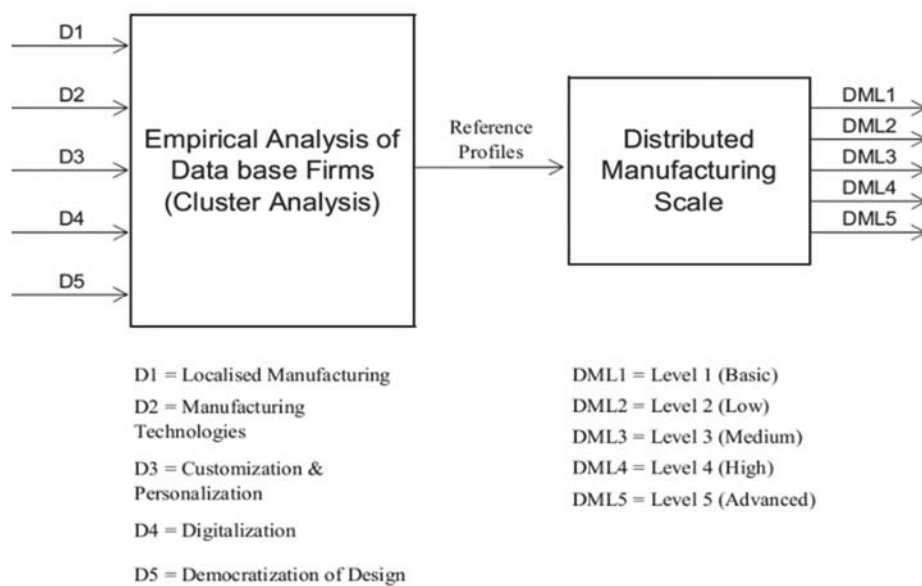 D1
D2
D3
D4
D5
Empirical Analysis of
Data base Firms
(Cluster Analysis)
Reference
Profiles
Distributed
Manufacturing
Scale
DML1
DML2
DML3
DML4
DML5
D1 = Localised Manufacturing
D2 = Manufacturing
Technologies
D3 = Customization &
Personalization
D4 = Digitalization
D5 = Democratization of Design
DML1 = Level 1 (Basic)
DML2 = Level 2 (Low)
DML3 = Level 3 (Medium)
DML4 = Level 4 (High)
DML5 = Level 5 (Advanced)